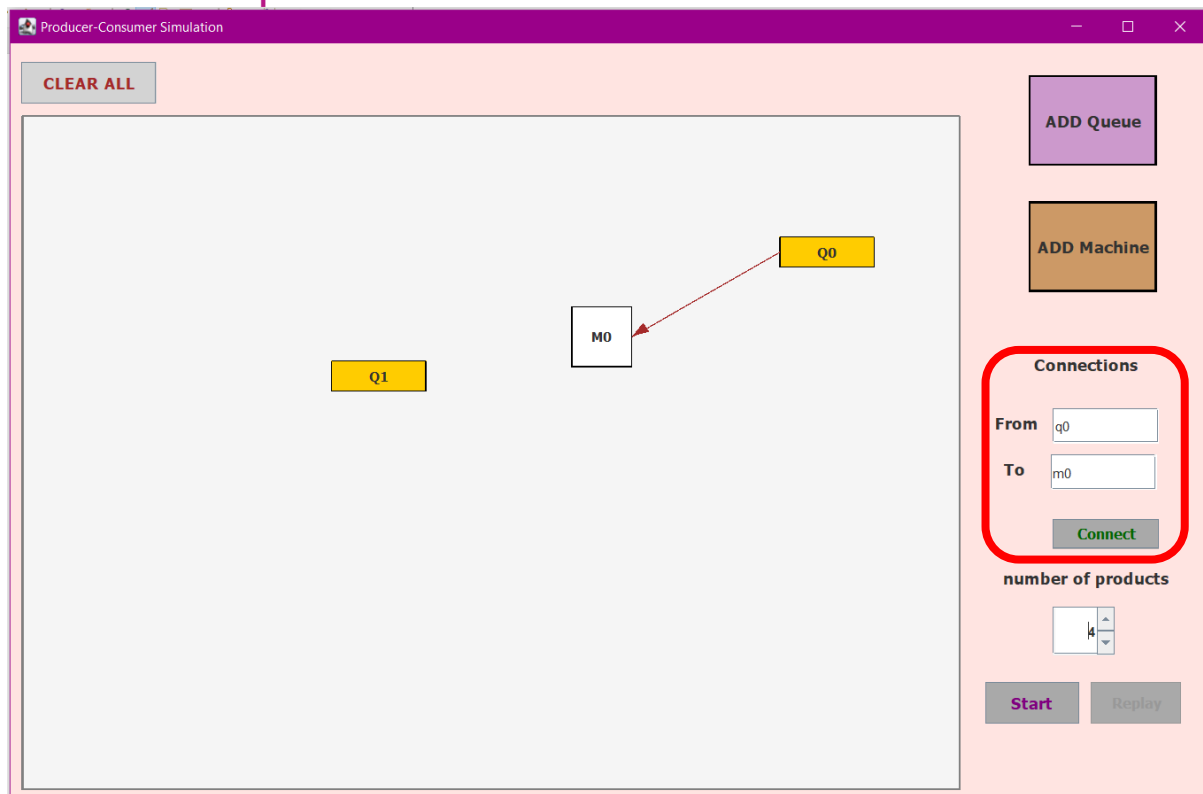 Producer-Consumer Simulation
CLEAR ALL
ADD Queue
ADD Machine
Q0
M0
Q1
Connections
From q0
To m0
Connect
number of products
4
Start Replay